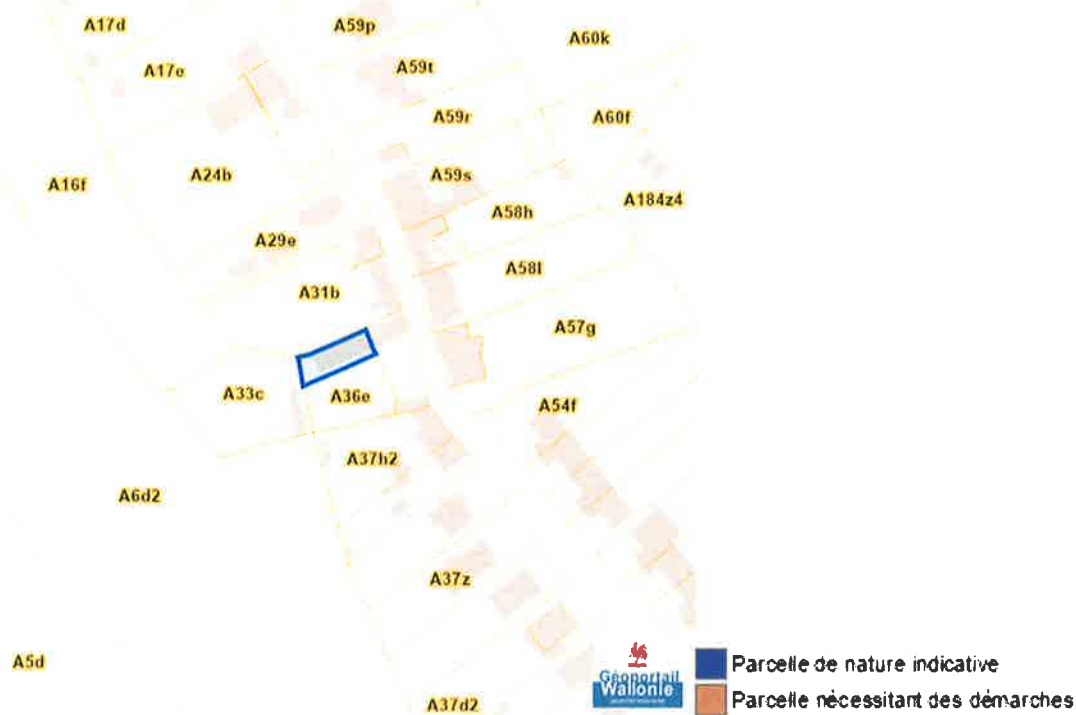 A17d
A59p
A60k
A17e
A59t
A59r
A60f
A24b
A59s
A16f
A184z4
A58h
A29e
A58l
A31b
A57g
A33c
A36e
A54f
A37h2
A6d2
A37z
A5d
A37d2
Géoportail
Wallonie
Parcelle de nature indicative
Parcelle nécessitant des démarches